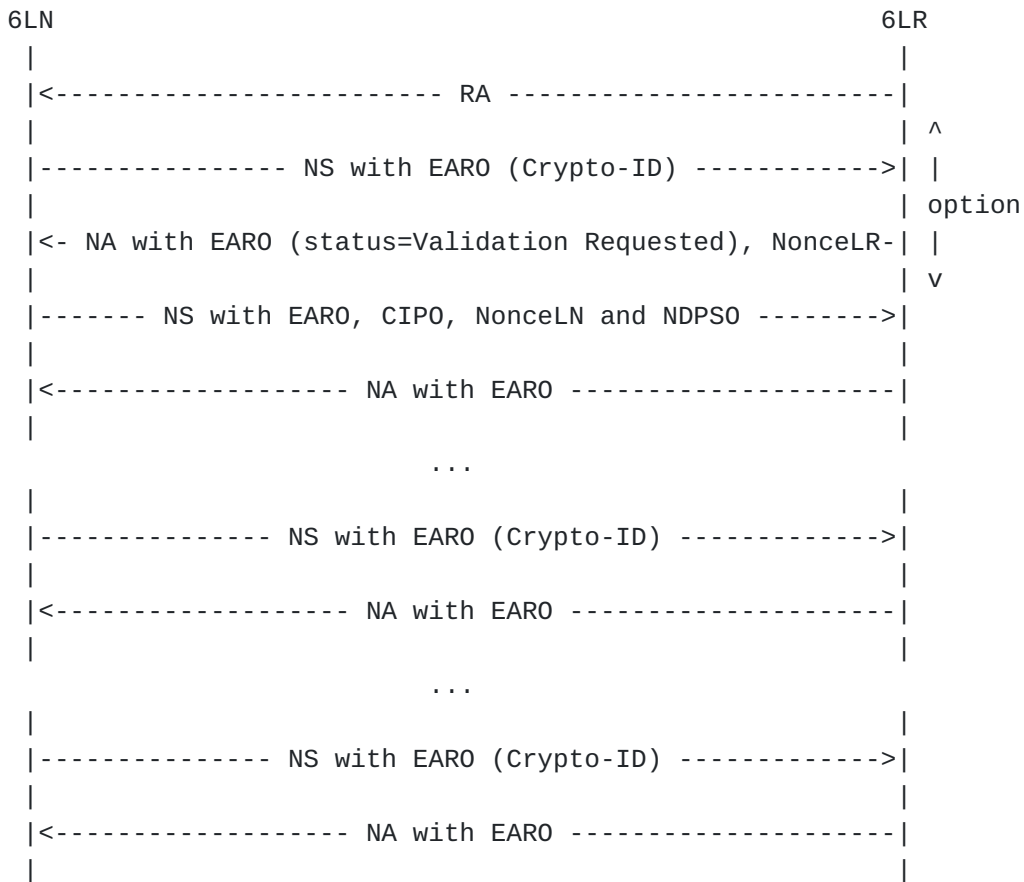 6LN                                                     6LR
 |                                                       |
 |<------------------------- RA -------------------------|
 |                                                       | ^
 |---------------- NS with EARO (Crypto-ID) ------------>| |
 |                                                       | option
 |<- NA with EARO (status=Validation Requested), NonceLR-| |
 |                                                       | v
 |------- NS with EARO, CIPO, NonceLN and NDPSO -------->|
 |                                                       |
 |<------------------- NA with EARO ---------------------|
 |                                                       |
                           ...
 |                                                       |
 |--------------- NS with EARO (Crypto-ID) ------------->|
 |                                                       |
 |<------------------- NA with EARO ---------------------|
 |                                                       |
                           ...
 |                                                       |
 |--------------- NS with EARO (Crypto-ID) ------------->|
 |                                                       |
 |<------------------- NA with EARO ---------------------|
 |                                                       |